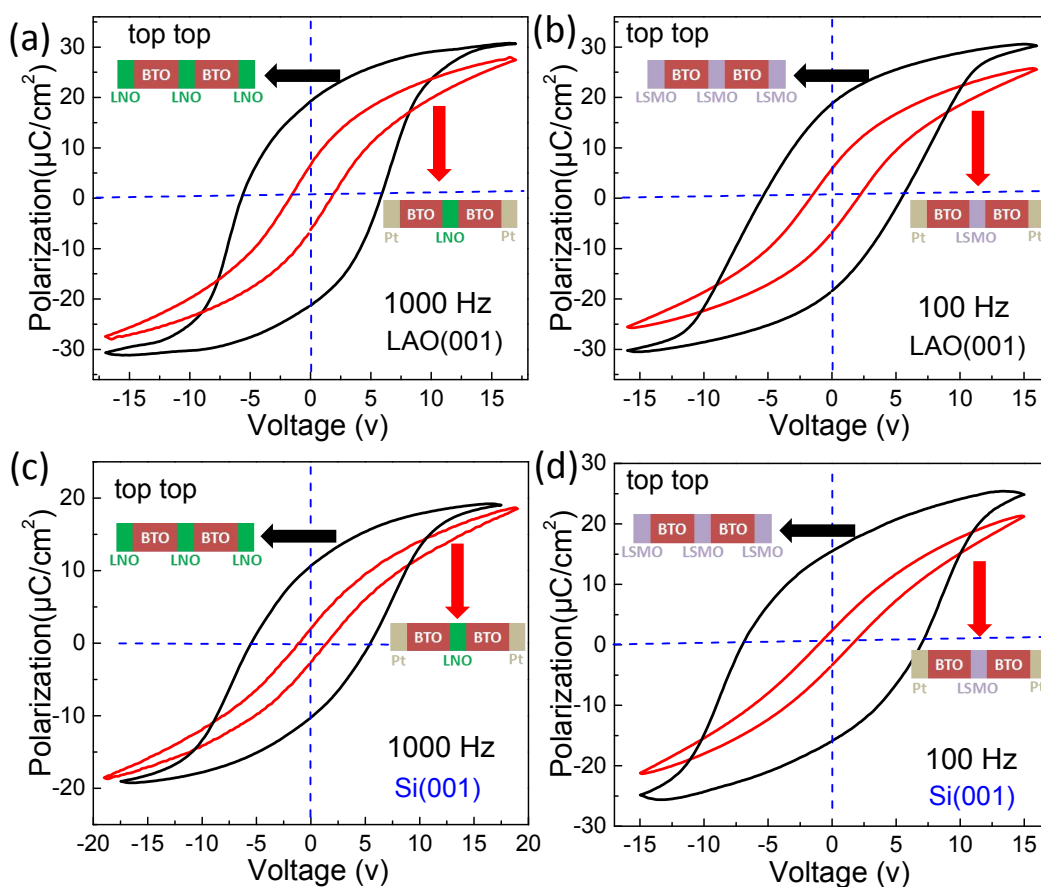 (a)
top top
BTO BTO
LNO LNO LNO
BTO BTO
Pt LNO Pt
1000 Hz
LAO(001)
Polarization(µC/cm²)
30
20
10
0
-10
-20
-30
-15 -10 -5 0 5 10 15
Voltage (v)
(b)
top top
BTO BTO
LSMO LSMO LSMO
BTO BTO
Pt LSMO Pt
100 Hz
LAO(001)
Polarization(µC/cm²)
30
20
10
0
-10
-20
-30
-15 -10 -5 0 5 10 15
Voltage (v)
(c)
top top
BTO BTO
LNO LNO LNO
BTO BTO
Pt LNO Pt
1000 Hz
Si(001)
Polarization(µC/cm²)
20
10
0
-10
-20
-20 -15 -10 -5 0 5 10 15 20
Voltage (v)
(d)
top top
BTO BTO
LSMO LSMO LSMO
BTO BTO
Pt LSMO Pt
100 Hz
Si(001)
Polarization(µC/cm²)
30
20
10
0
-10
-20
-30
-15 -10 -5 0 5 10 15
Voltage (v)